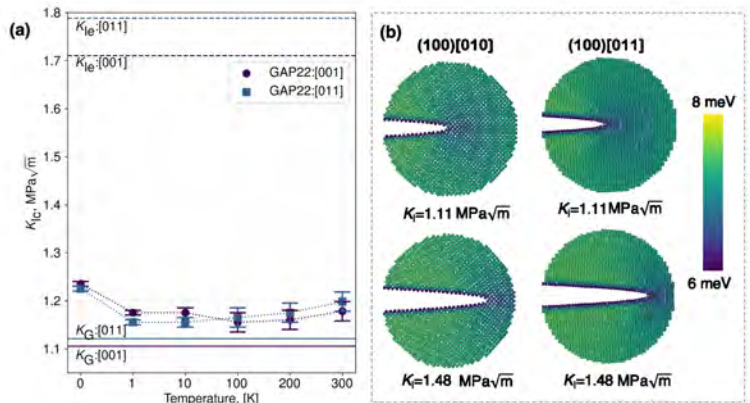 (a)
1.8
1.7
1.6
1.5
1.4
1.3
1.2
1.1
K_Ic, MPa√m
K_Ie:[011]
K_Ie:[001]
GAP22:[001]
GAP22:[011]
K_G:[011]
K_G:[001]
0 1 10 100 200 300
Temperature, [K]
(b)
(100)[010] (100)[011]
K_I=1.11 MPa√m K_I=1.11 MPa√m
K_I=1.48 MPa√m K_I=1.48 MPa√m
8 meV
6 meV